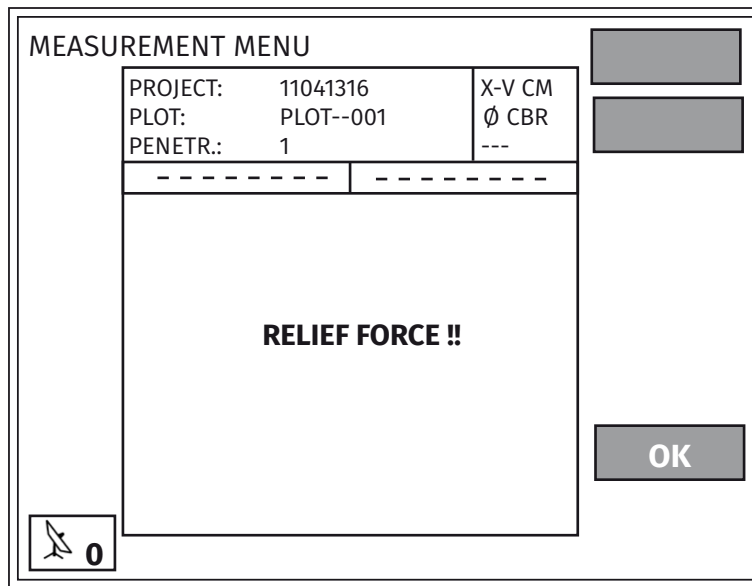 MEASUREMENT MENU
PROJECT: 11041316 X-V CM
PLOT: PLOT--001 Ø CBR
PENETR.: 1 ---
- - - - - - - - - - - - - - - -
RELIEF FORCE !!
OK
0